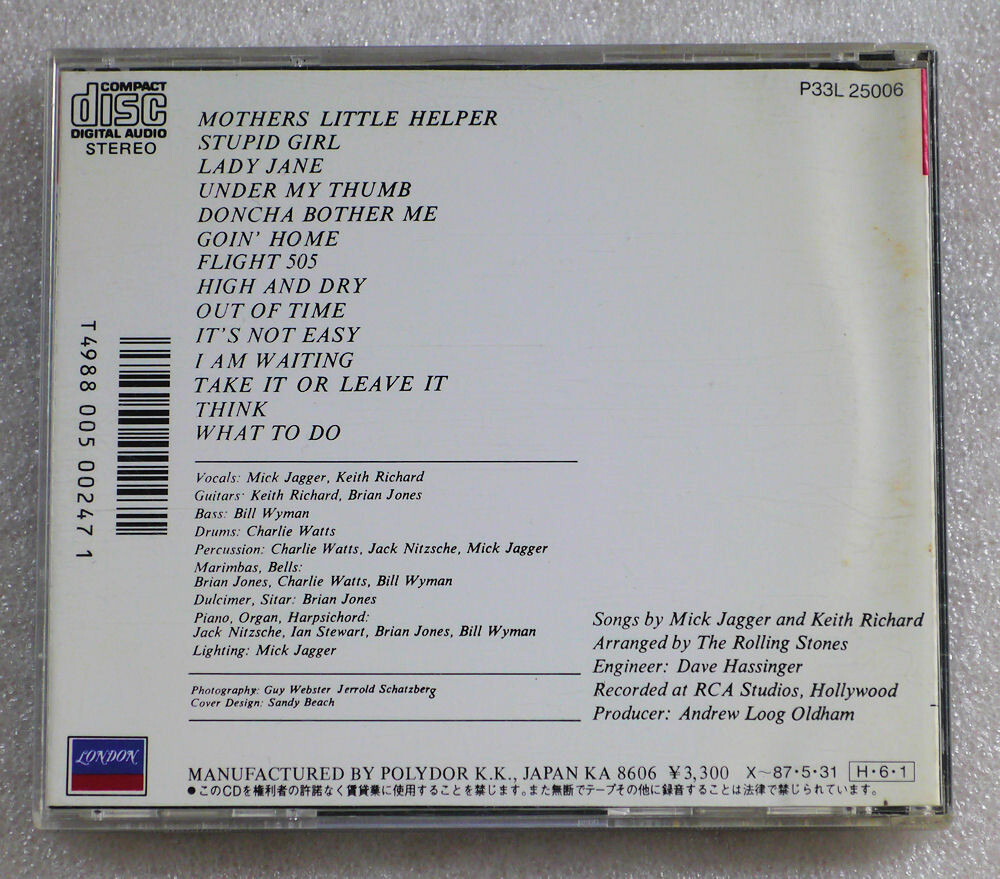 COMPACT
disc
DIGITAL AUDIO
STEREO
P33L 25006
MOTHERS LITTLE HELPER
STUPID GIRL
LADY JANE
UNDER MY THUMB
DONCHA BOTHER ME
GOIN' HOME
FLIGHT 505
HIGH AND DRY
OUT OF TIME
IT'S NOT EASY
I AM WAITING
TAKE IT OR LEAVE IT
THINK
WHAT TO DO
T4988 005 00247 1
Vocals: Mick Jagger, Keith Richard
Guitars: Keith Richard, Brian Jones
Bass: Bill Wyman
Drums: Charlie Watts
Percussion: Charlie Watts, Jack Nitzsche, Mick Jagger
Marimbas, Bells:
Brian Jones, Charlie Watts, Bill Wyman
Dulcimer, Sitar: Brian Jones
Piano, Organ, Harpsichord:
Jack Nitzsche, Ian Stewart, Brian Jones, Bill Wyman
Lighting: Mick Jagger
Photography: Guy Webster Jerrold Schatzberg
Cover Design: Sandy Beach
Songs by Mick Jagger and Keith Richard
Arranged by The Rolling Stones
Engineer: Dave Hassinger
Recorded at RCA Studios, Hollywood
Producer: Andrew Loog Oldham
LONDON
MANUFACTURED BY POLYDOR K.K., JAPAN KA 8606 ¥3,300 X~87・5・31 H・6・1
●このCDを権利者の許諾なく賃貸業に使用することを禁じます。また無断でテープその他に録音することは法律で禁じられています。